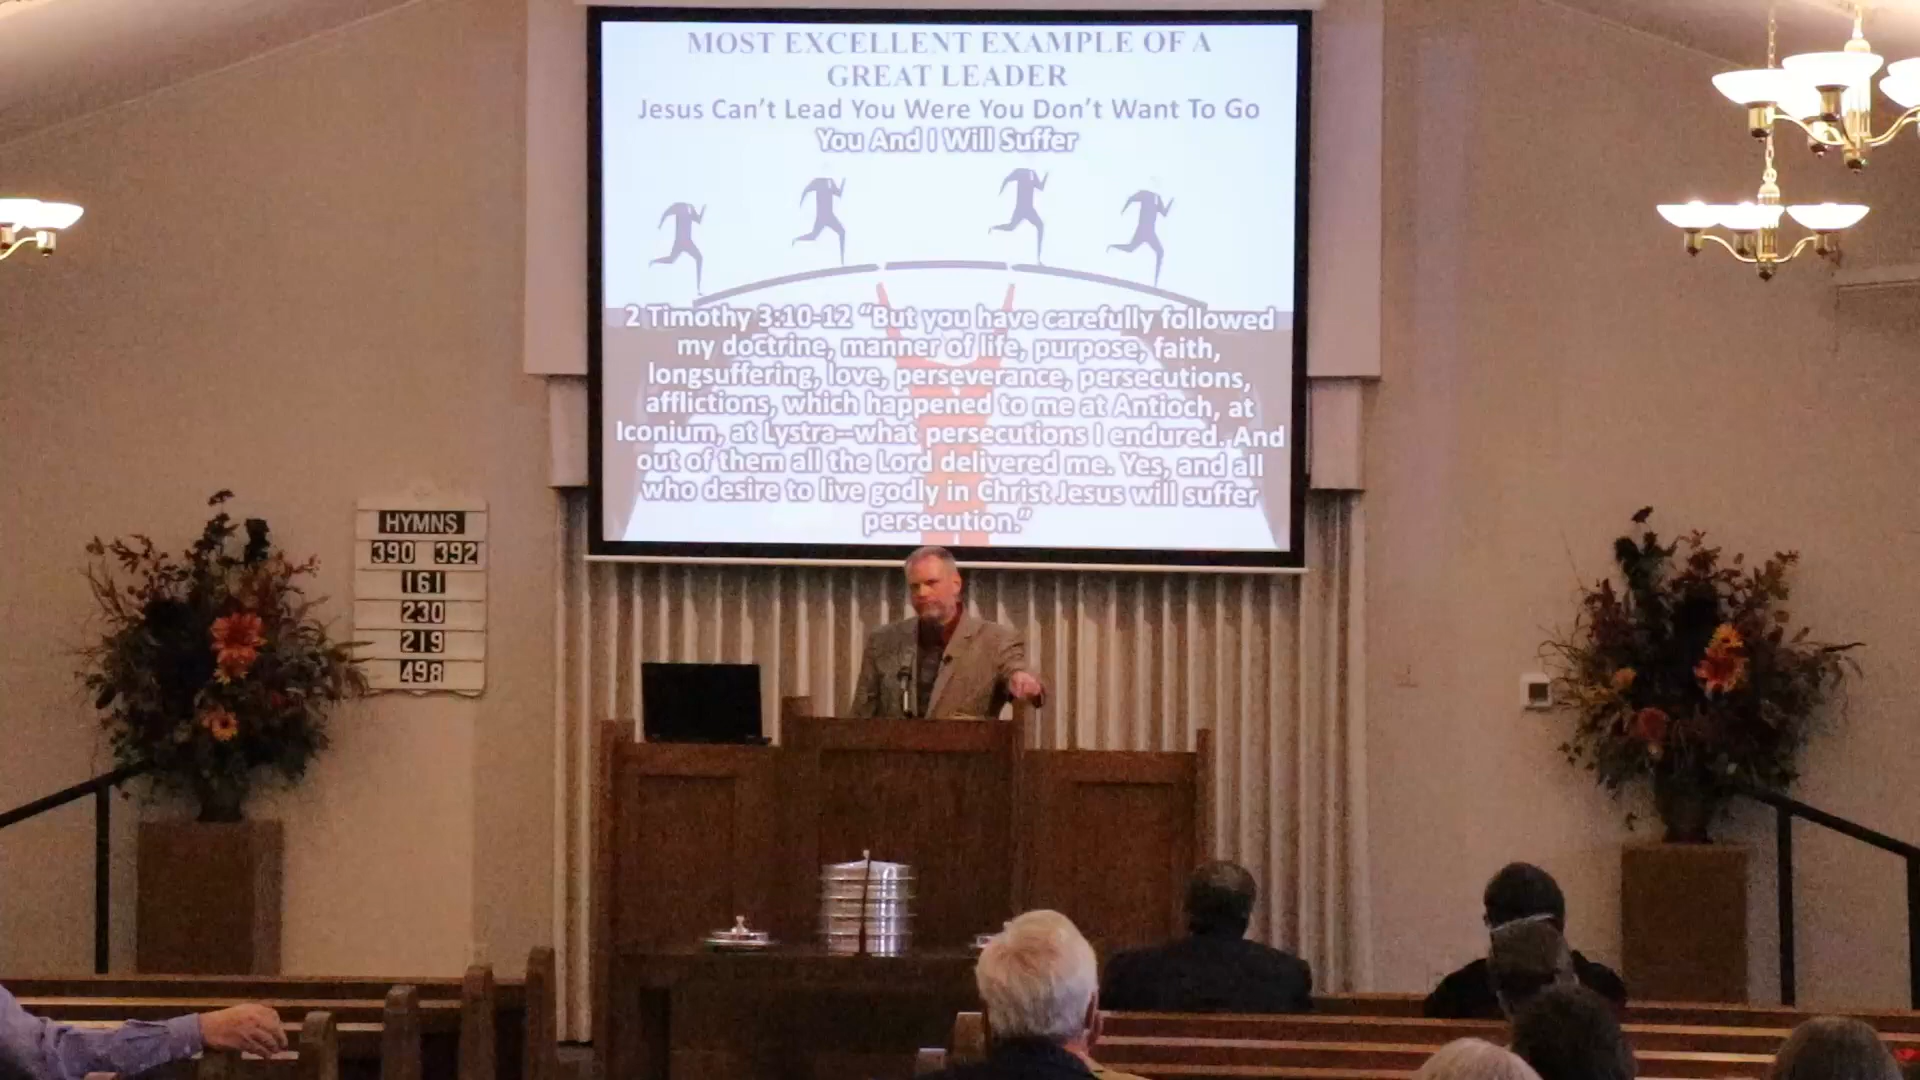 MOST EXCELLENT EXAMPLE OF A
GREAT LEADER
Jesus Can't Lead You Were You Don't Want To Go
You And I Will Suffer
2 Timothy 3:10-12 “But you have carefully followed
my doctrine, manner of life, purpose, faith,
longsuffering, love, perseverance, persecutions,
afflictions, which happened to me at Antioch, at
Iconium, at Lystra--what persecutions I endured. And
out of them all the Lord delivered me. Yes, and all
who desire to live godly in Christ Jesus will suffer
persecution.”
HYMNS
390 392
161
230
219
498